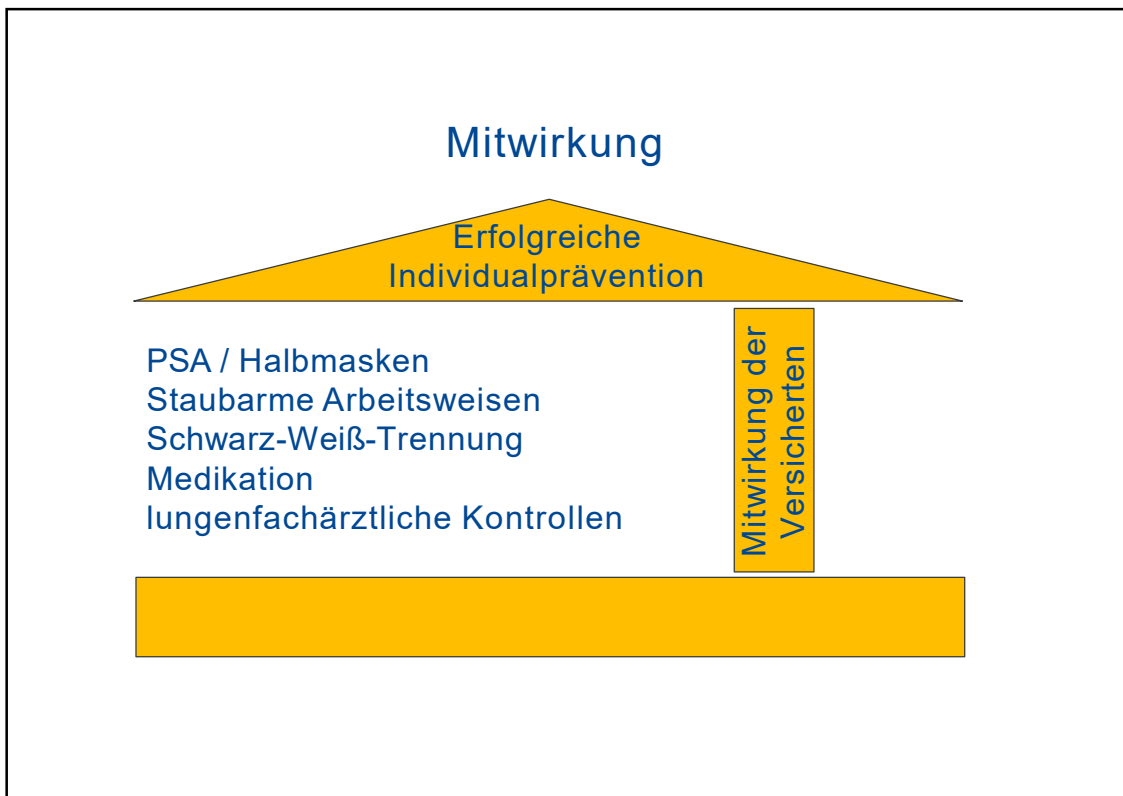 Mitwirkung
Erfolgreiche
Individualprävention
PSA / Halbmasken
Staubarme Arbeitsweisen
Schwarz-Weiß-Trennung
Medikation
lungenfachärztliche Kontrollen
Mitwirkung der
Versicherten